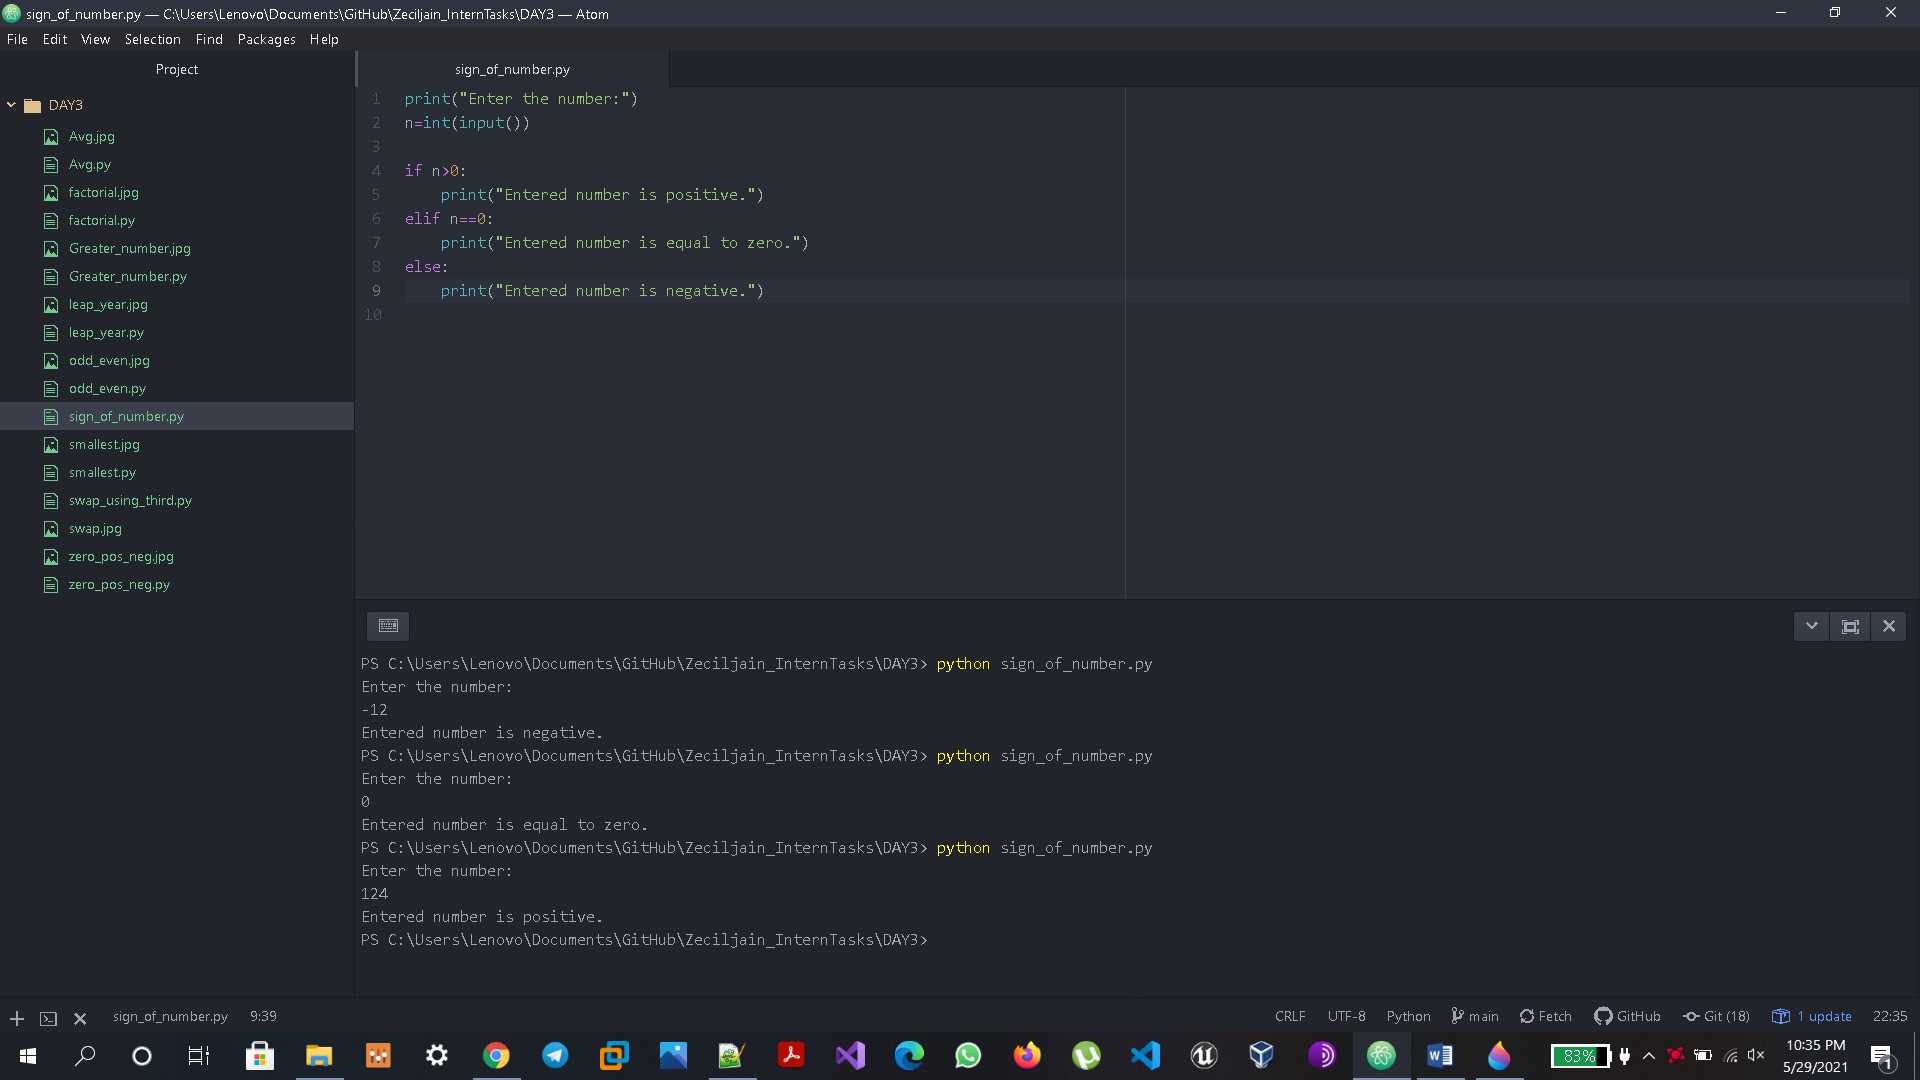 sign_of_number.py — C:\Users\Lenovo\Documents\GitHub\Zeciljain_InternTasks\DAY3 — Atom
File Edit View Selection Find Packages Help
Project
DAY3
Avg.jpg
Avg.py
factorial.jpg
factorial.py
Greater_number.jpg
Greater_number.py
leap_year.jpg
leap_year.py
odd_even.jpg
odd_even.py
sign_of_number.py
smallest.jpg
smallest.py
swap_using_third.py
swap.jpg
zero_pos_neg.jpg
zero_pos_neg.py
sign_of_number.py
1 print("Enter the number:")
2 n=int(input())
3
4 if n>0:
5     print("Entered number is positive.")
6 elif n==0:
7     print("Entered number is equal to zero.")
8 else:
9     print("Entered number is negative.")
10
PS C:\Users\Lenovo\Documents\GitHub\Zeciljain_InternTasks\DAY3> python sign_of_number.py
Enter the number:
-12
Entered number is negative.
PS C:\Users\Lenovo\Documents\GitHub\Zeciljain_InternTasks\DAY3> python sign_of_number.py
Enter the number:
0
Entered number is equal to zero.
PS C:\Users\Lenovo\Documents\GitHub\Zeciljain_InternTasks\DAY3> python sign_of_number.py
Enter the number:
124
Entered number is positive.
PS C:\Users\Lenovo\Documents\GitHub\Zeciljain_InternTasks\DAY3>
sign_of_number.py 9:39 CRLF UTF-8 Python main Fetch GitHub Git (18) 1 update 22:35
83% 10:35 PM
5/29/2021 1